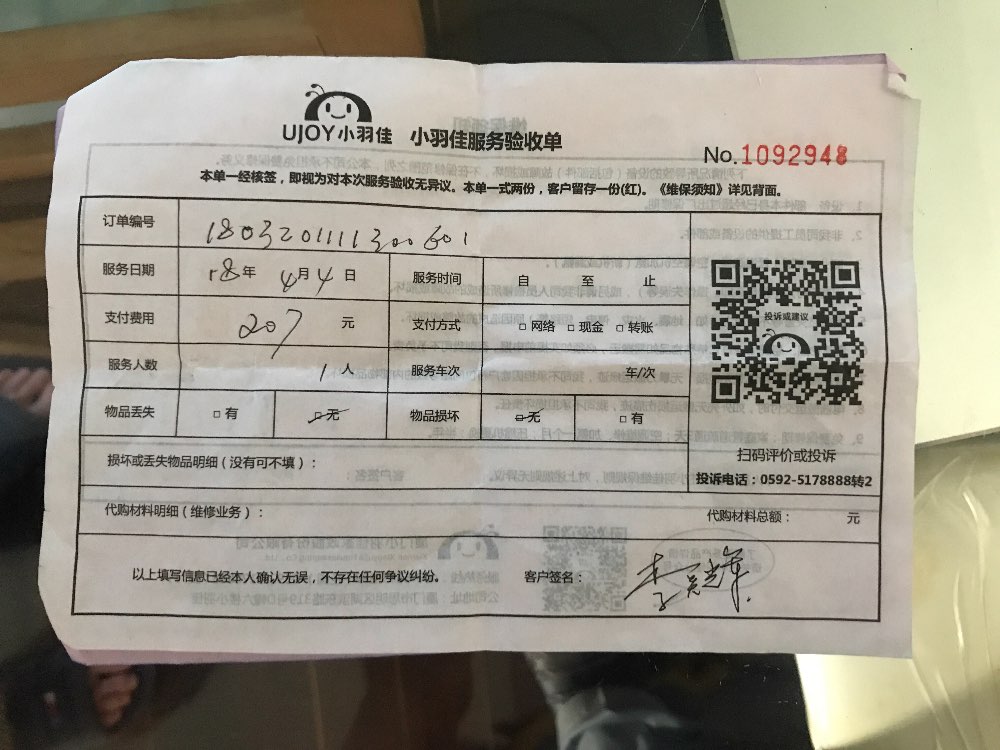 UJOY小羽佳 小羽佳服务验收单
No.1092948
本单一经核签，即视为对本次服务验收无异议。本单一式两份，客户留存一份(红)。《维保须知》详见背面。
订单编号 180320111300601
服务日期 18年 4月4日 服务时间 自 至 止
支付费用 207 元 支付方式 □网络 □现金 □转账
服务人数 1人 服务车次 车/次
物品丢失 □有 □无 物品损坏 □无 □有
投诉或建议
扫码评价或投诉
投诉电话：0592-5178888转2
损坏或丢失物品明细（没有可不填）：
代购材料明细（维修业务）： 代购材料总额： 元
以上填写信息已经本人确认无误，不存在任何争议纠纷。 客户签名：